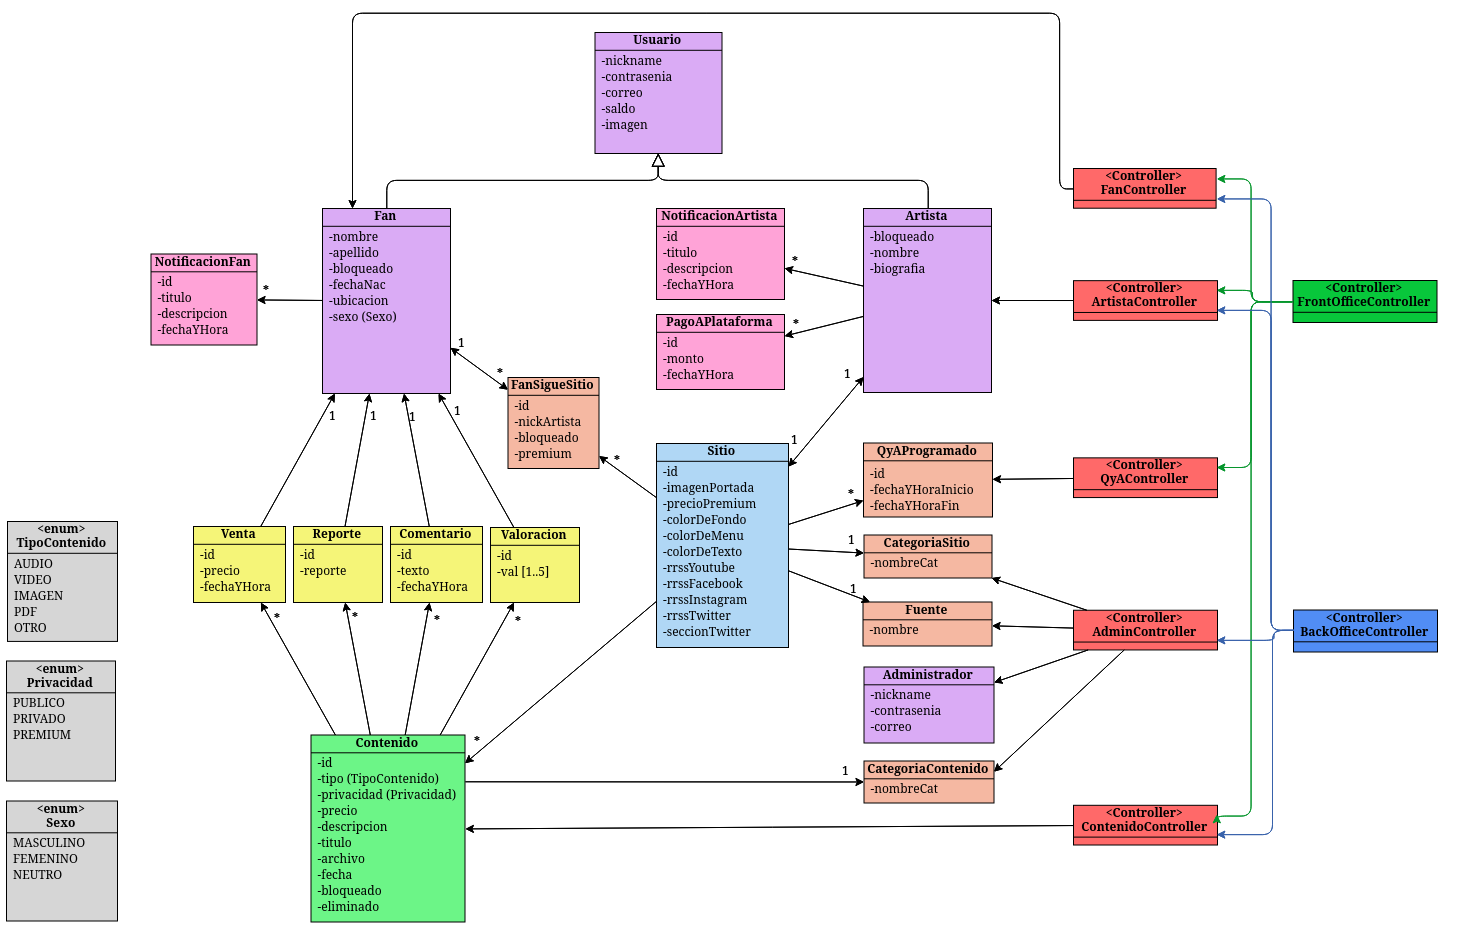 Usuario
-nickname
-contrasenia
-correo
-saldo
-imagen
<Controller>
FanController
Fan
-nombre
-apellido
-bloqueado
-fechaNac
-ubicacion
-sexo (Sexo)
NotificacionArtista
-id
-titulo
-descripcion
-fechaYHora
*
Artista
-bloqueado
-nombre
-biografia
NotificacionFan
-id
-titulo
-descripcion
-fechaYHora
*
<Controller>
ArtistaController
<Controller>
FrontOfficeController
PagoAPlataforma
-id
-monto
-fechaYHora
*
1
*
FanSigueSitio
-id
-nickArtista
-bloqueado
-premium
*
1
1
1
1
1
1
Sitio
-id
-imagenPortada
-precioPremium
-colorDeFondo
-colorDeMenu
-colorDeTexto
-rrssYoutube
-rrssFacebook
-rrssInstagram
-rrssTwitter
-seccionTwitter
QyAProgramado
-id
-fechaYHoraInicio
-fechaYHoraFin
*
<Controller>
QyAController
CategoriaSitio
-nombreCat
1
Fuente
-nombre
1
<Controller>
AdminController
<Controller>
BackOfficeController
Venta
-id
-precio
-fechaYHora
Reporte
-id
-reporte
Comentario
-id
-texto
-fechaYHora
Valoracion
-id
-val [1..5]
*
*
*
*
<enum>
TipoContenido
AUDIO
VIDEO
IMAGEN
PDF
OTRO
<enum>
Privacidad
PUBLICO
PRIVADO
PREMIUM
<enum>
Sexo
MASCULINO
FEMENINO
NEUTRO
Administrador
-nickname
-contrasenia
-correo
Contenido
-id
-tipo (TipoContenido)
-privacidad (Privacidad)
-precio
-descripcion
-titulo
-archivo
-fecha
-bloqueado
-eliminado
*
1
CategoriaContenido
-nombreCat
<Controller>
ContenidoController